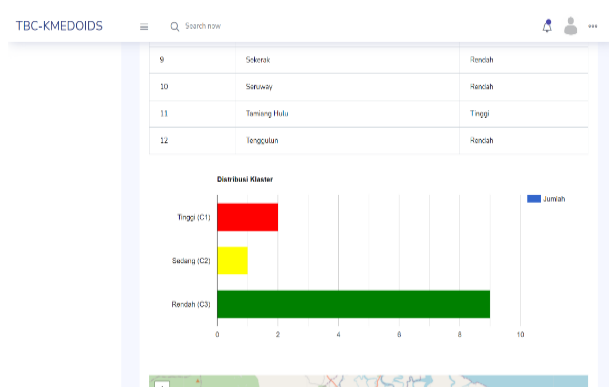 TBC-KMEDOIDS Search now
9 Sekerak Rendah
10 Seruway Rendah
11 Tamiang Hulu Tinggi
12 Tenggulun Rendah
Distribusi Klaster
Jumlah
Tinggi (C1)
Sedang (C2)
Rendah (C3)
0 2 4 6 8 10